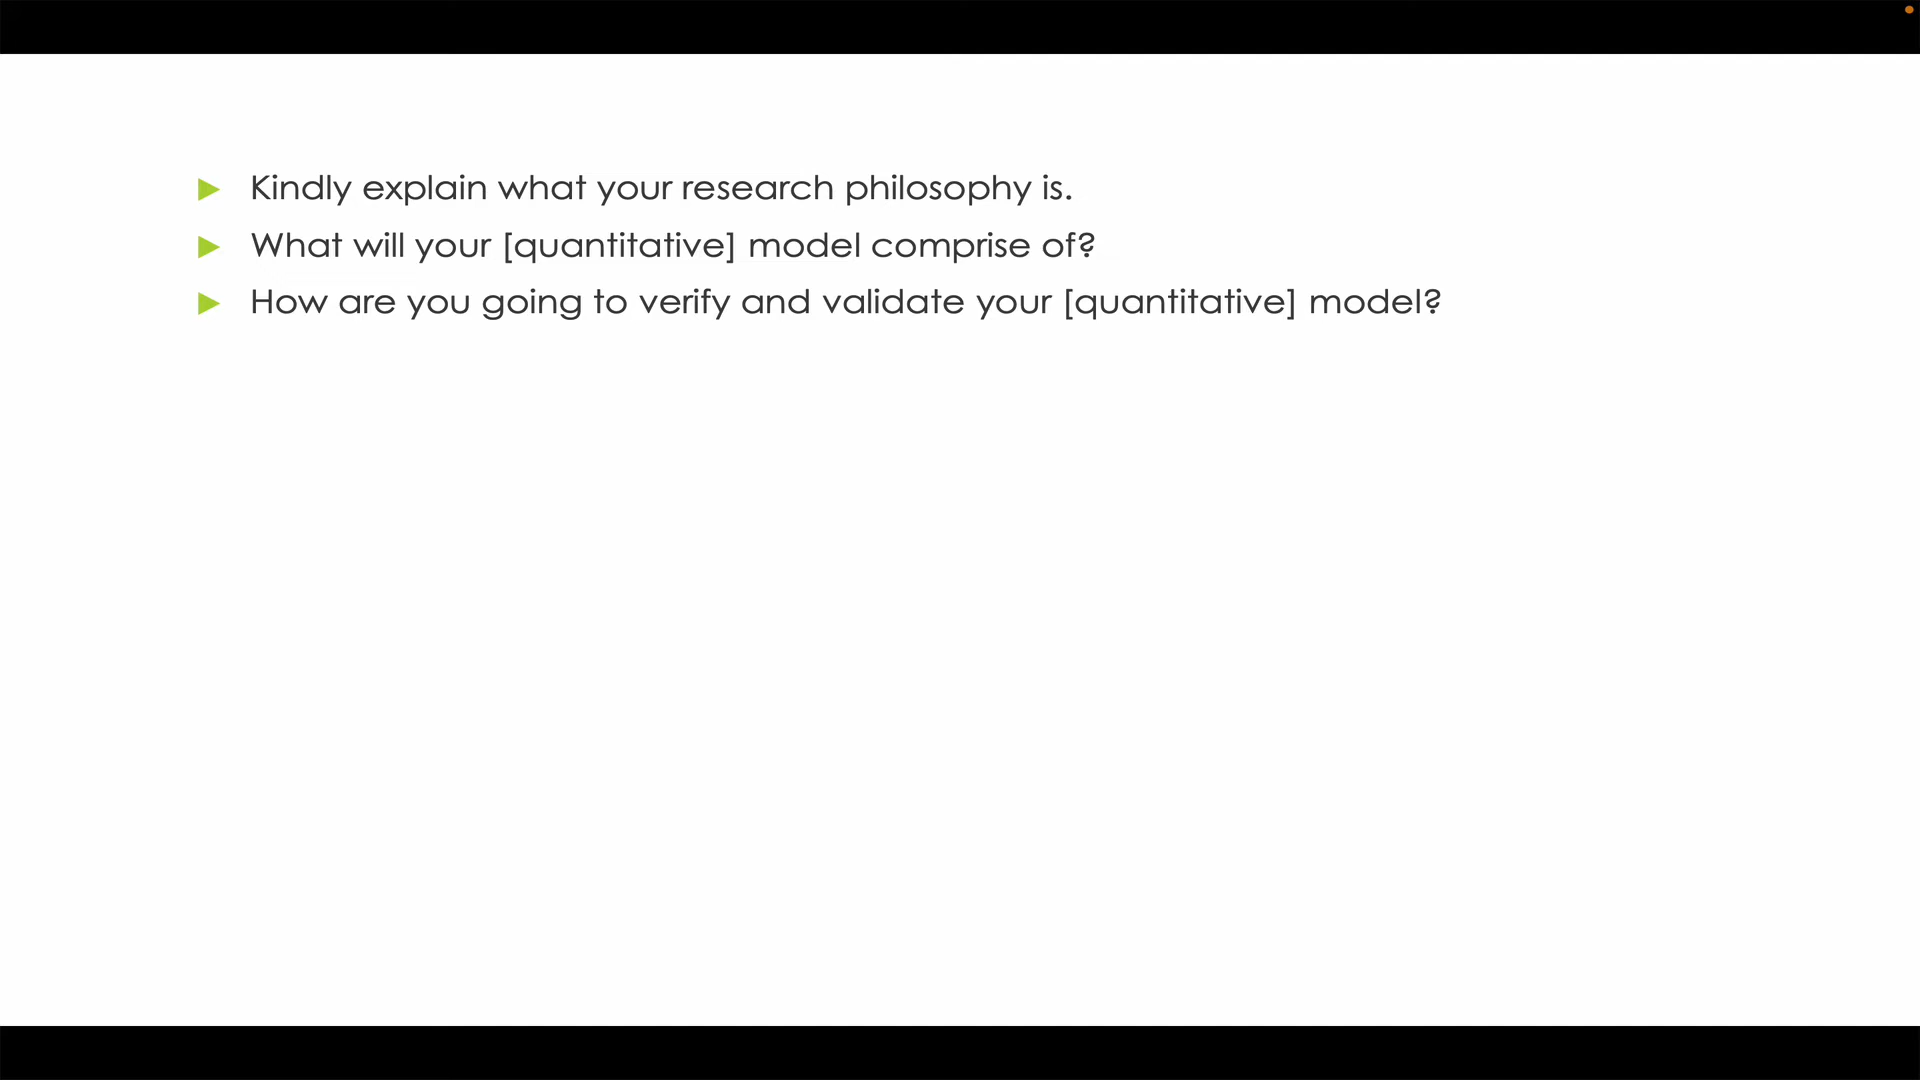 Kindly explain what your research philosophy is.
What will your [quantitative] model comprise of?
How are you going to verify and validate your [quantitative] model?